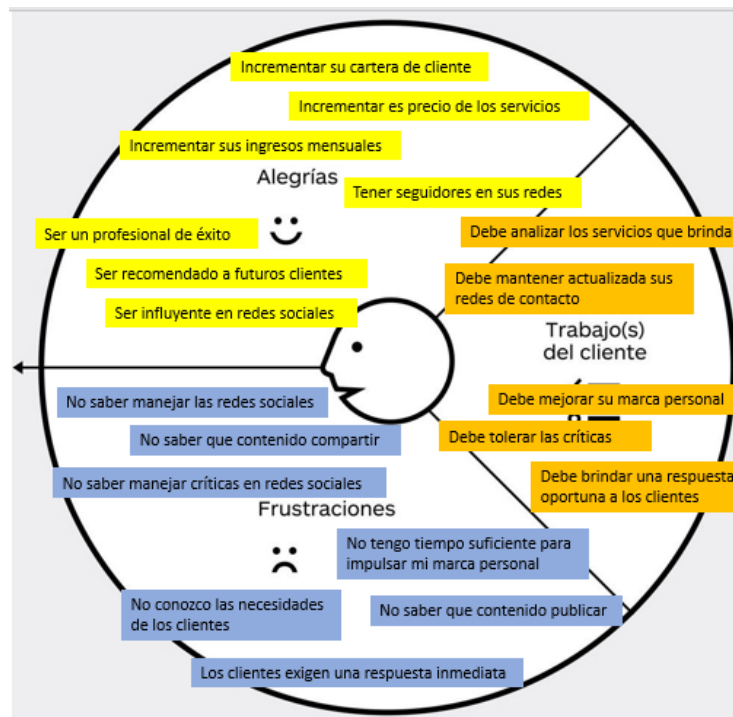 Incrementar su cartera de cliente
Incrementar es precio de los servicios
Incrementar sus ingresos mensuales
Alegrías
Tener seguidores en sus redes
Ser un profesional de éxito
Ser recomendado a futuros clientes
Ser influyente en redes sociales
Debe analizar los servicios que brinda
Debe mantener actualizada sus
redes de contacto
Trabajo(s)
del cliente
Debe mejorar su marca personal
Debe tolerar las críticas
Debe brindar una respuesta
oportuna a los clientes
No saber manejar las redes sociales
No saber que contenido compartir
No saber manejar críticas en redes sociales
Frustraciones
No tengo tiempo suficiente para
impulsar mi marca personal
No conozco las necesidades
de los clientes
No saber que contenido publicar
Los clientes exigen una respuesta inmediata